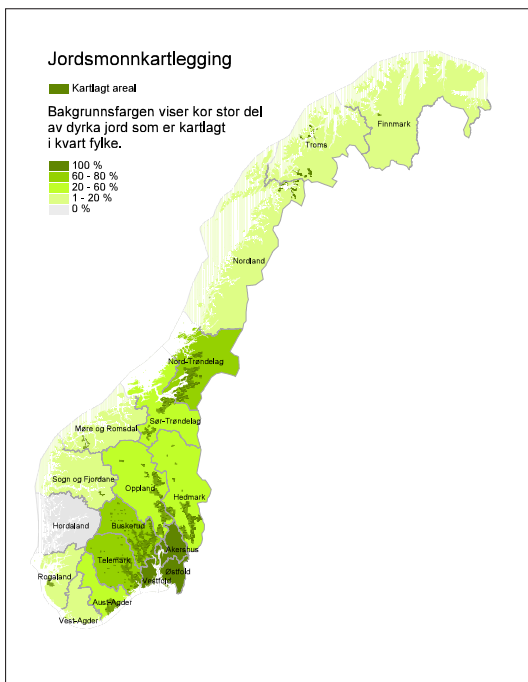 Jordsmonnkartlegging
Kartlagt areal
Bakgrunnsfargen viser kor stor del
av dyrka jord som er kartlagt
i kvart fylke.
100 %
60 - 80 %
20 - 60 %
1 - 20 %
0 %
Finnmark
Troms
Nordland
Nord-Trøndelag
Sør-Trøndelag
Møre og Romsdal
Sogn og Fjordane
Oppland
Hedmark
Hordaland
Buskerud
Akershus
Telemark
Østfold
Rogaland
Vestfold
Aust-Agder
Vest-Agder